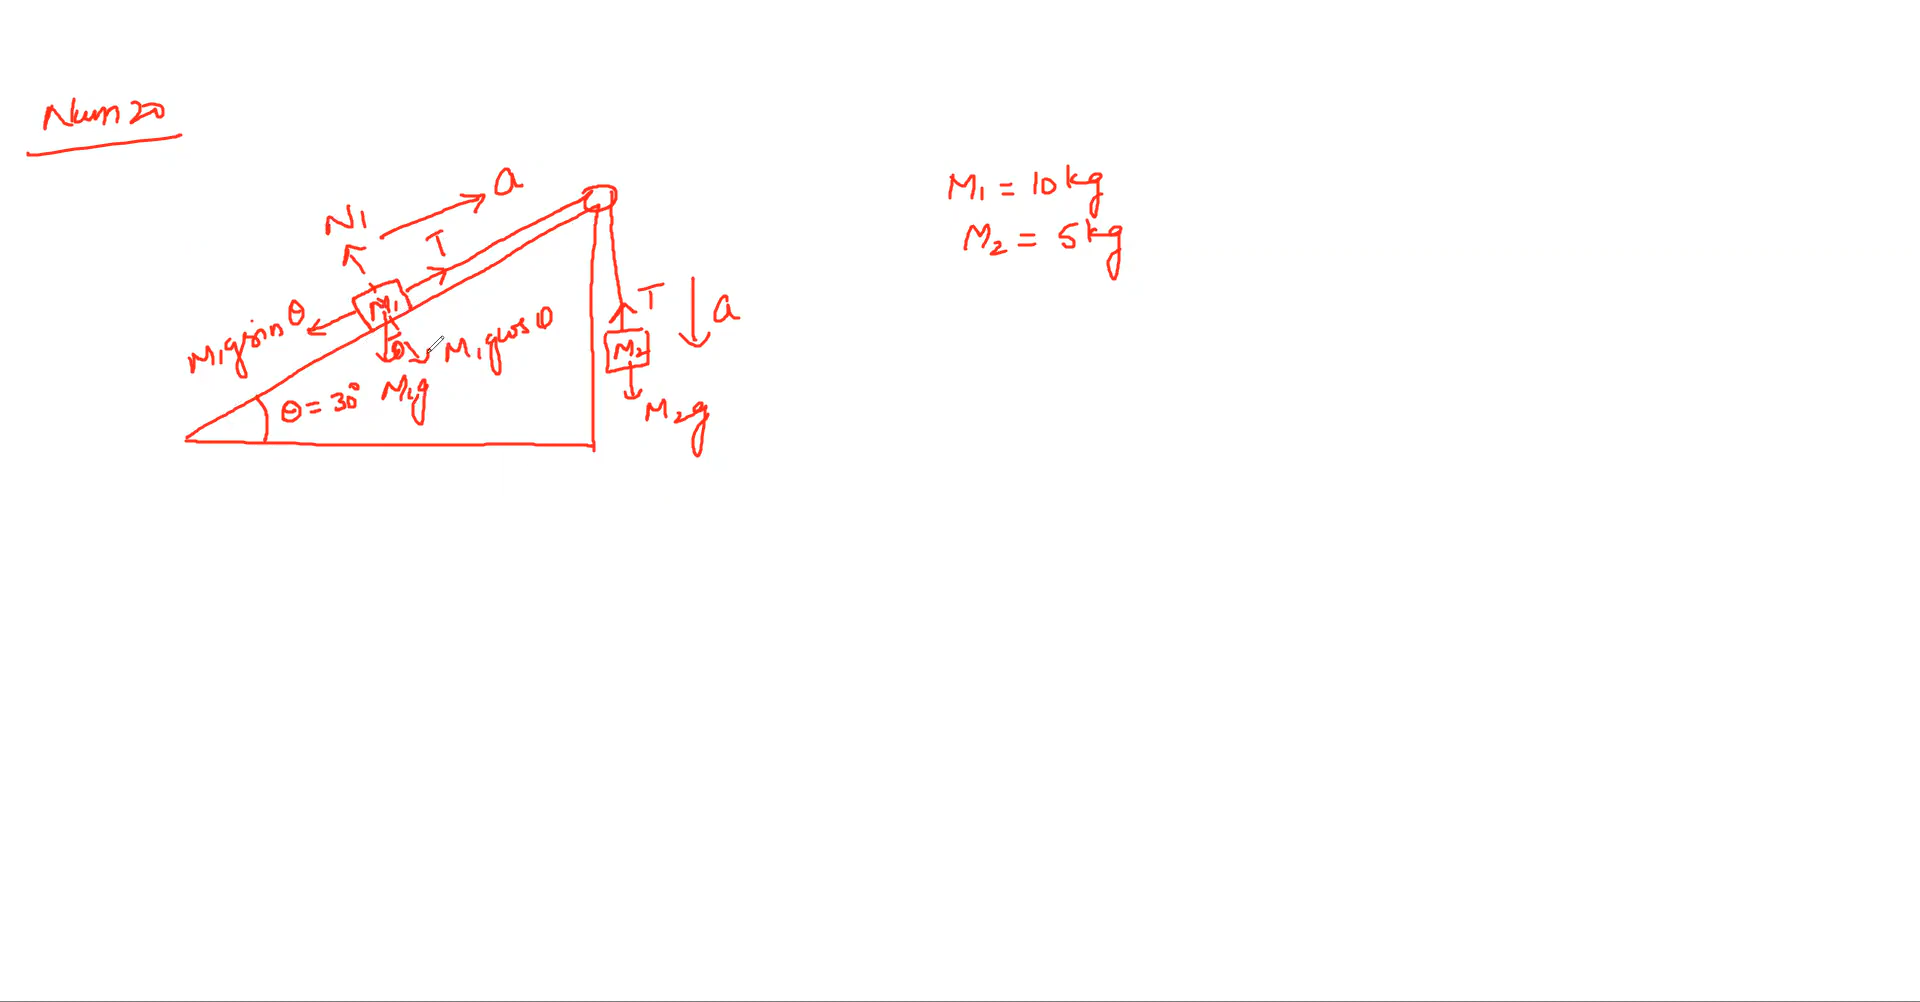 Num 20
a
N1
T
M₁ = 10 kg
M₂ = 5 kg
M₁
M₁g sin θ
θ
M₁g cos θ
M₁g
θ = 30°
T
a
M₂
M₂g